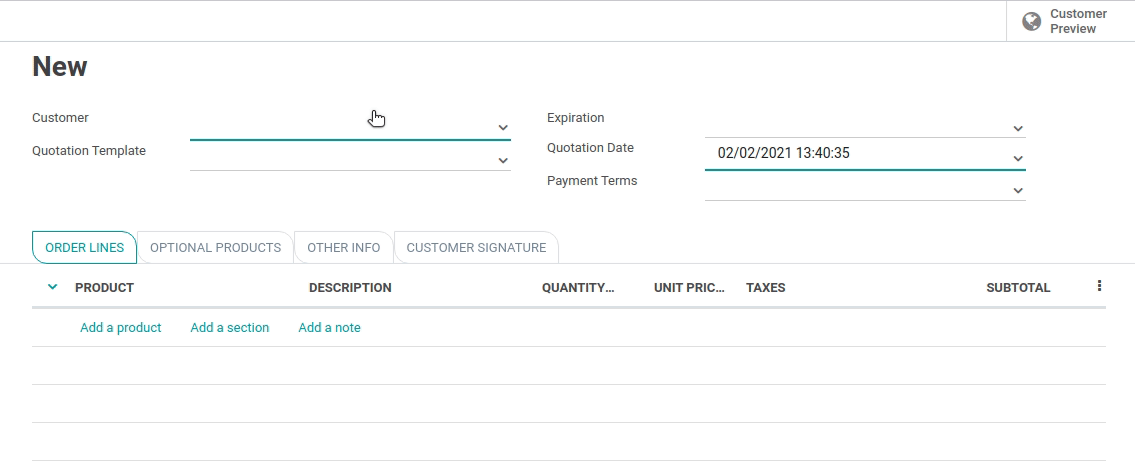 Customer
Preview
New
Customer
Quotation Template
Expiration
Quotation Date 02/02/2021 13:40:35
Payment Terms
ORDER LINES OPTIONAL PRODUCTS OTHER INFO CUSTOMER SIGNATURE
PRODUCT DESCRIPTION QUANTITY... UNIT PRIC... TAXES SUBTOTAL
Add a product Add a section Add a note